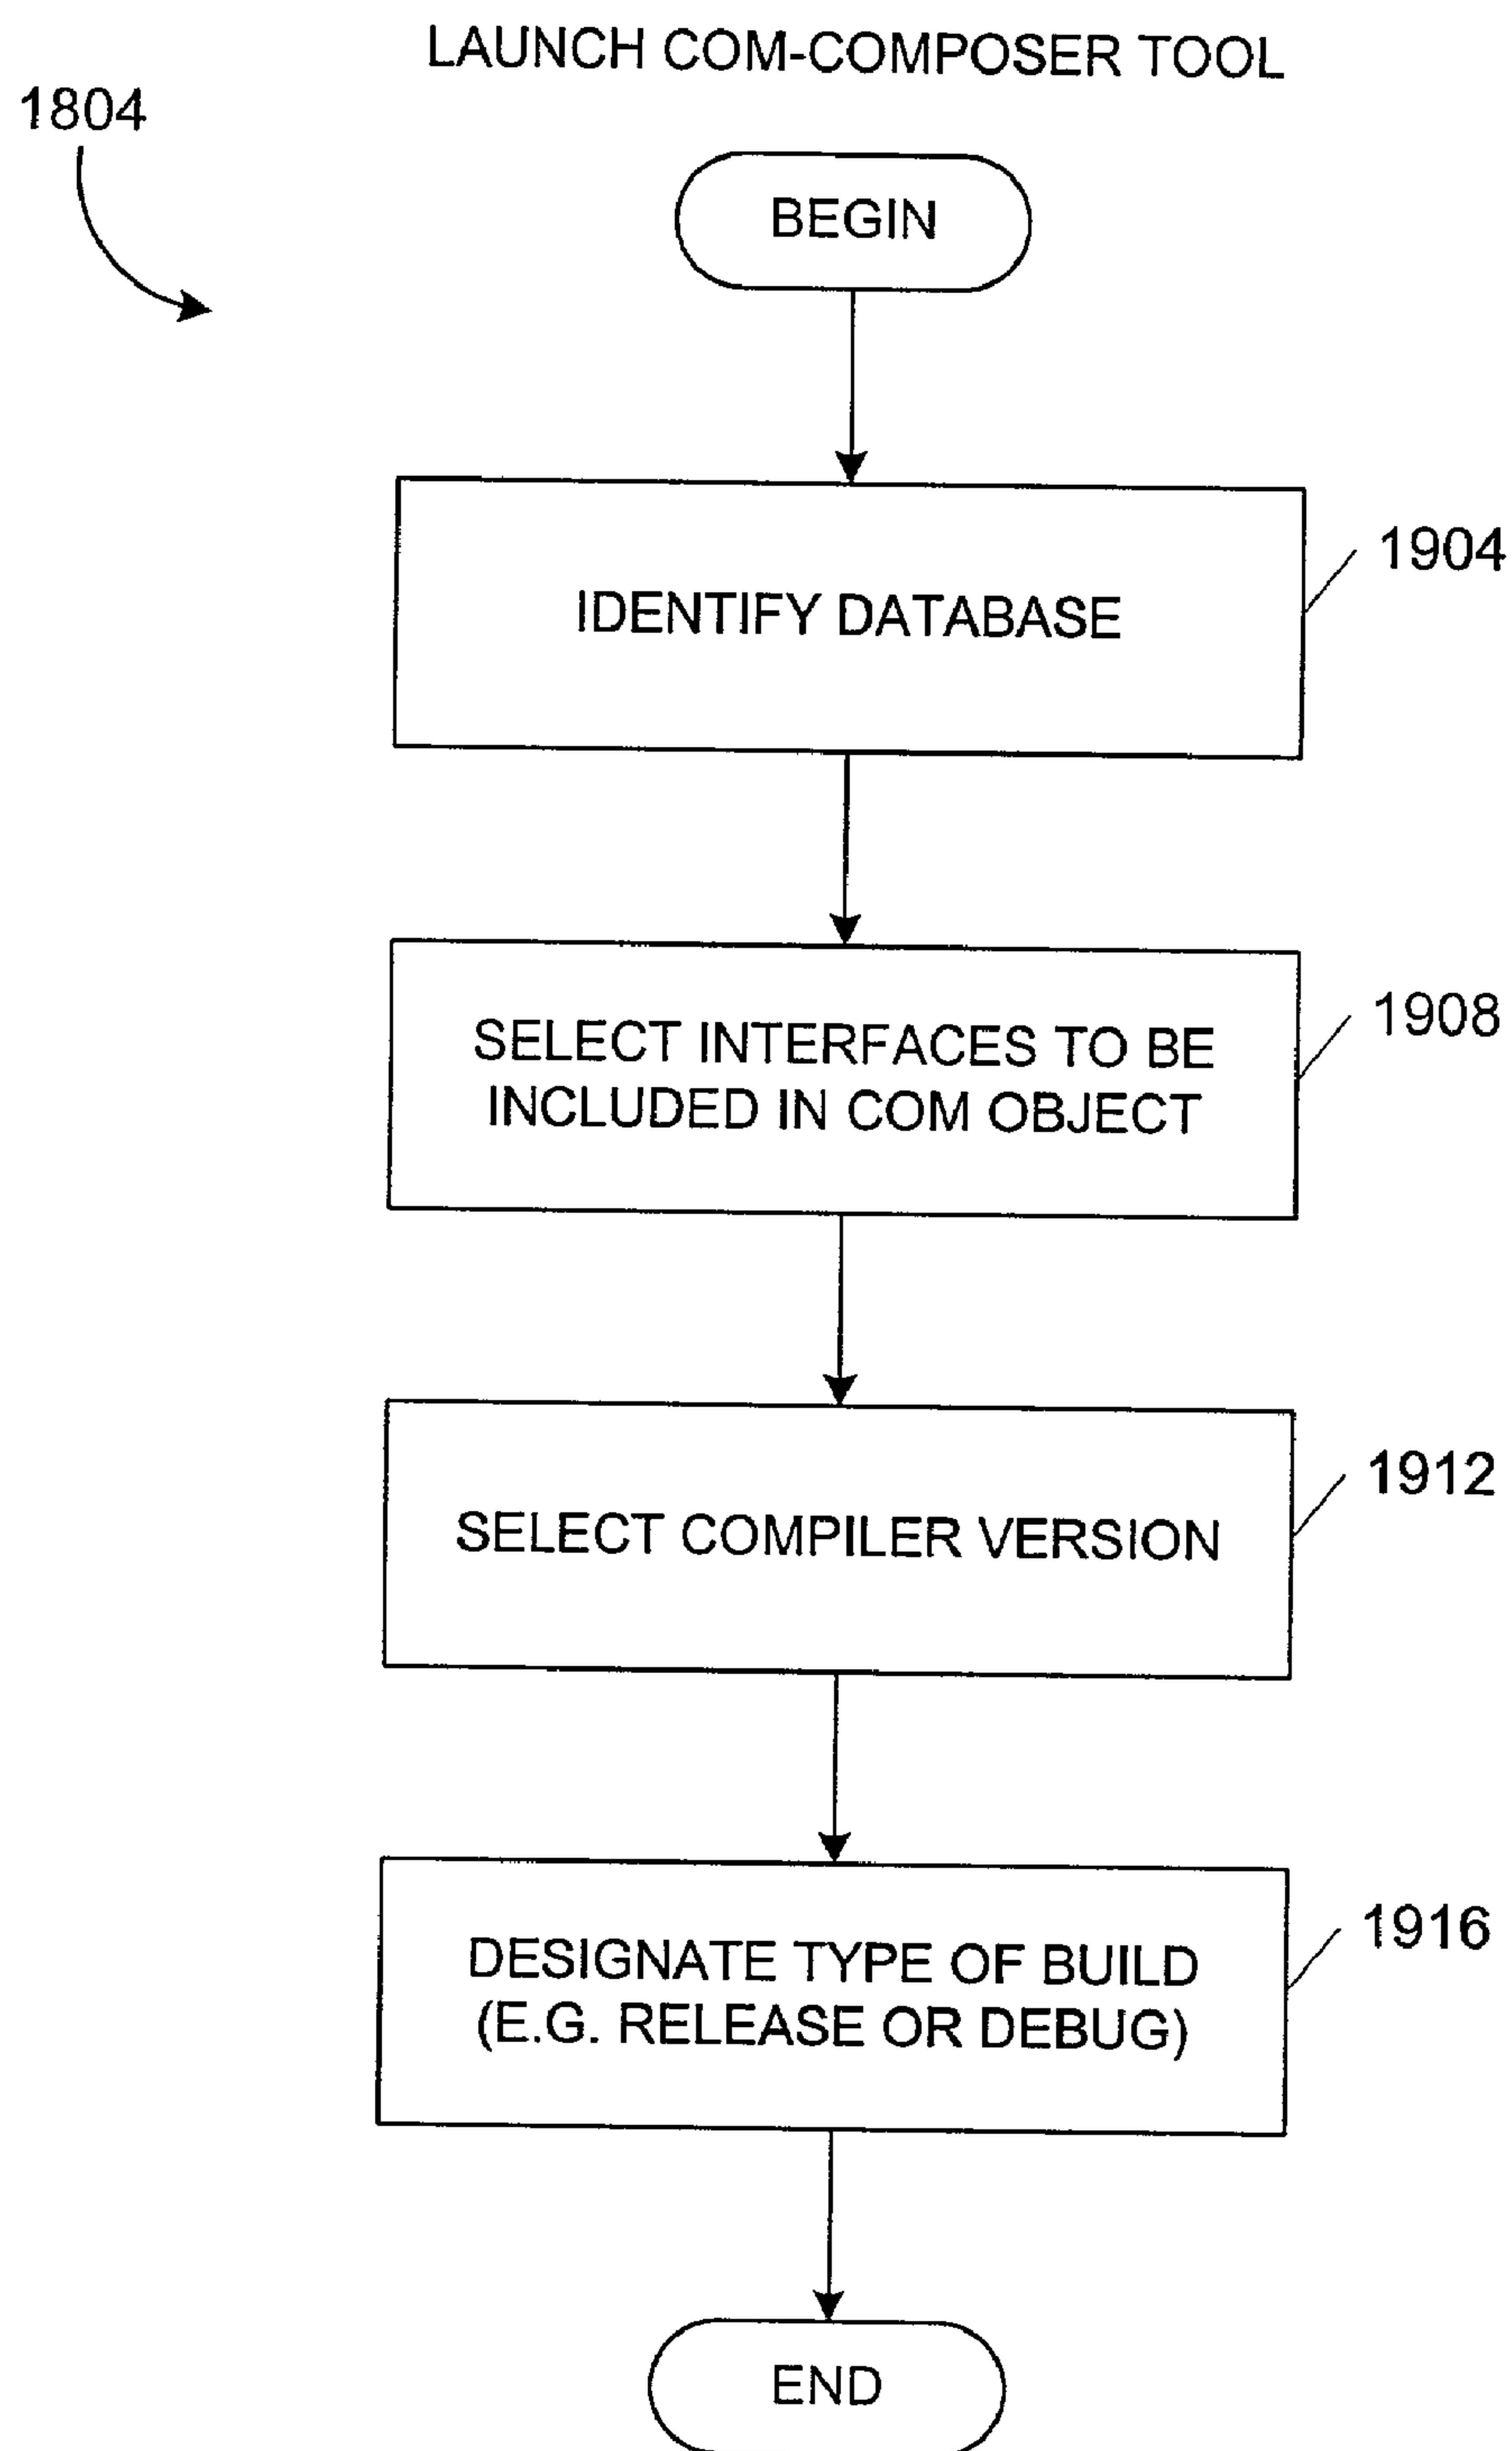 LAUNCH COM-COMPOSER TOOL
1804
BEGIN
IDENTIFY DATABASE
1904
SELECT INTERFACES TO BE
INCLUDED IN COM OBJECT
1908
SELECT COMPILER VERSION
1912
DESIGNATE TYPE OF BUILD
(E.G. RELEASE OR DEBUG)
1916
END